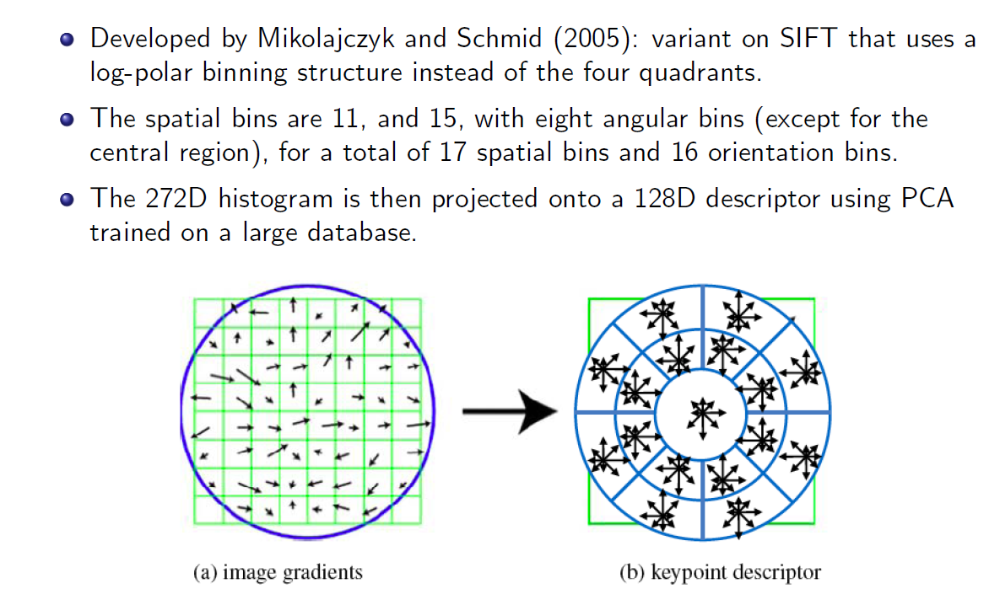 Developed by Mikolajczyk and Schmid (2005): variant on SIFT that uses a
log-polar binning structure instead of the four quadrants.
The spatial bins are 11, and 15, with eight angular bins (except for the
central region), for a total of 17 spatial bins and 16 orientation bins.
The 272D histogram is then projected onto a 128D descriptor using PCA
trained on a large database.
(a) image gradients
(b) keypoint descriptor